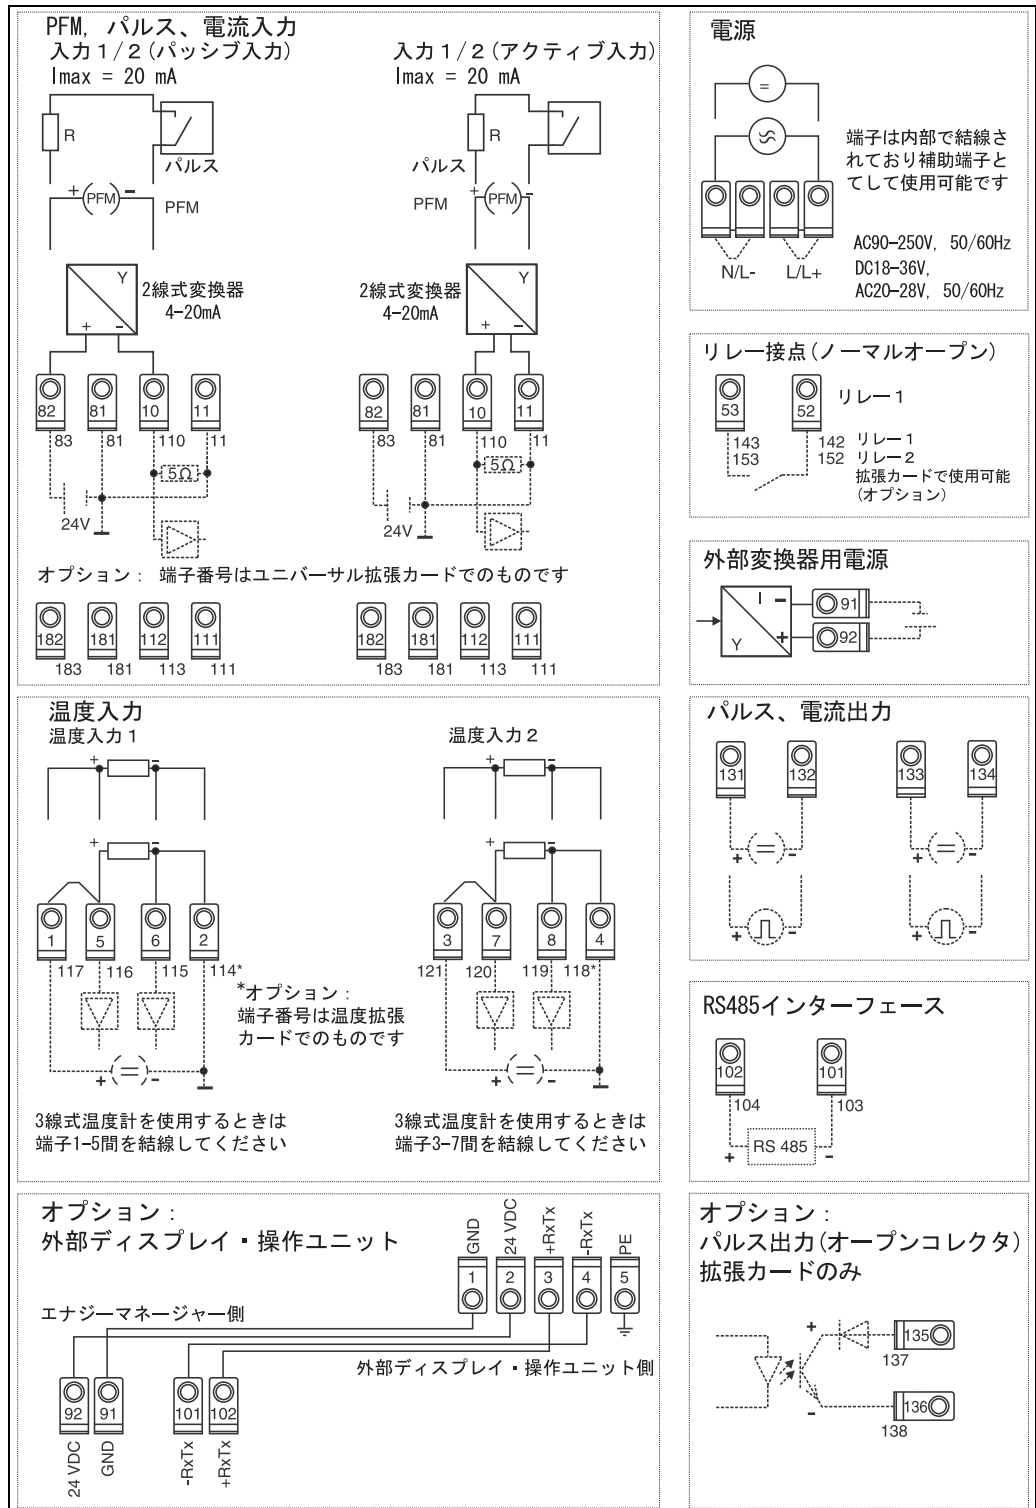 PFM, パルス、電流入力
入力1/2(パッシブ入力)
Imax = 20 mA
R
パルス
+ (PFM) -
PFM
Y
+ -
2線式変換器
4-20mA
82 81 10 11
83 81 110 11
5Ω
24V
入力1/2(アクティブ入力)
Imax = 20 mA
R
パルス
+ (PFM) -
PFM
Y
+ -
2線式変換器
4-20mA
82 81 10 11
83 81 110 11
5Ω
24V
オプション: 端子番号はユニバーサル拡張カードでのものです
182 181 112 111
183 181 113 111
182 181 112 111
183 181 113 111
電源
=
端子は内部で結線さ
れており補助端子と
てして使用可能です
N/L- L/L+
AC90-250V, 50/60Hz
DC18-36V,
AC20-28V, 50/60Hz
リレー接点(ノーマルオープン)
53 52 リレー1
143 142 リレー1
153 152 リレー2
拡張カードで使用可能
(オプション)
外部変換器用電源
I - 91
Y + 92
温度入力
温度入力1
+ -
+ -
1 5 6 2
117 116 115 114*
*オプション:
端子番号は温度拡張
カードでのものです
+ (=) -
3線式温度計を使用するときは
端子1-5間を結線してください
温度入力2
+ -
+ -
3 7 8 4
121 120 119 118*
+ (=) -
3線式温度計を使用するときは
端子3-7間を結線してください
パルス、電流出力
131 132 133 134
+ (=) - + (=) -
+ - + -
RS485インターフェース
102 101
104 103
+ RS 485 -
オプション:
外部ディスプレイ・操作ユニット
GND 24 VDC +RxTx -RxTx PE
1 2 3 4 5
エナジーマネージャー側
外部ディスプレイ・操作ユニット側
92 91 101 102
24 VDC GND -RxTx +RxTx
オプション:
パルス出力(オープンコレクタ)
拡張カードのみ
+ 135
137
- 136
138